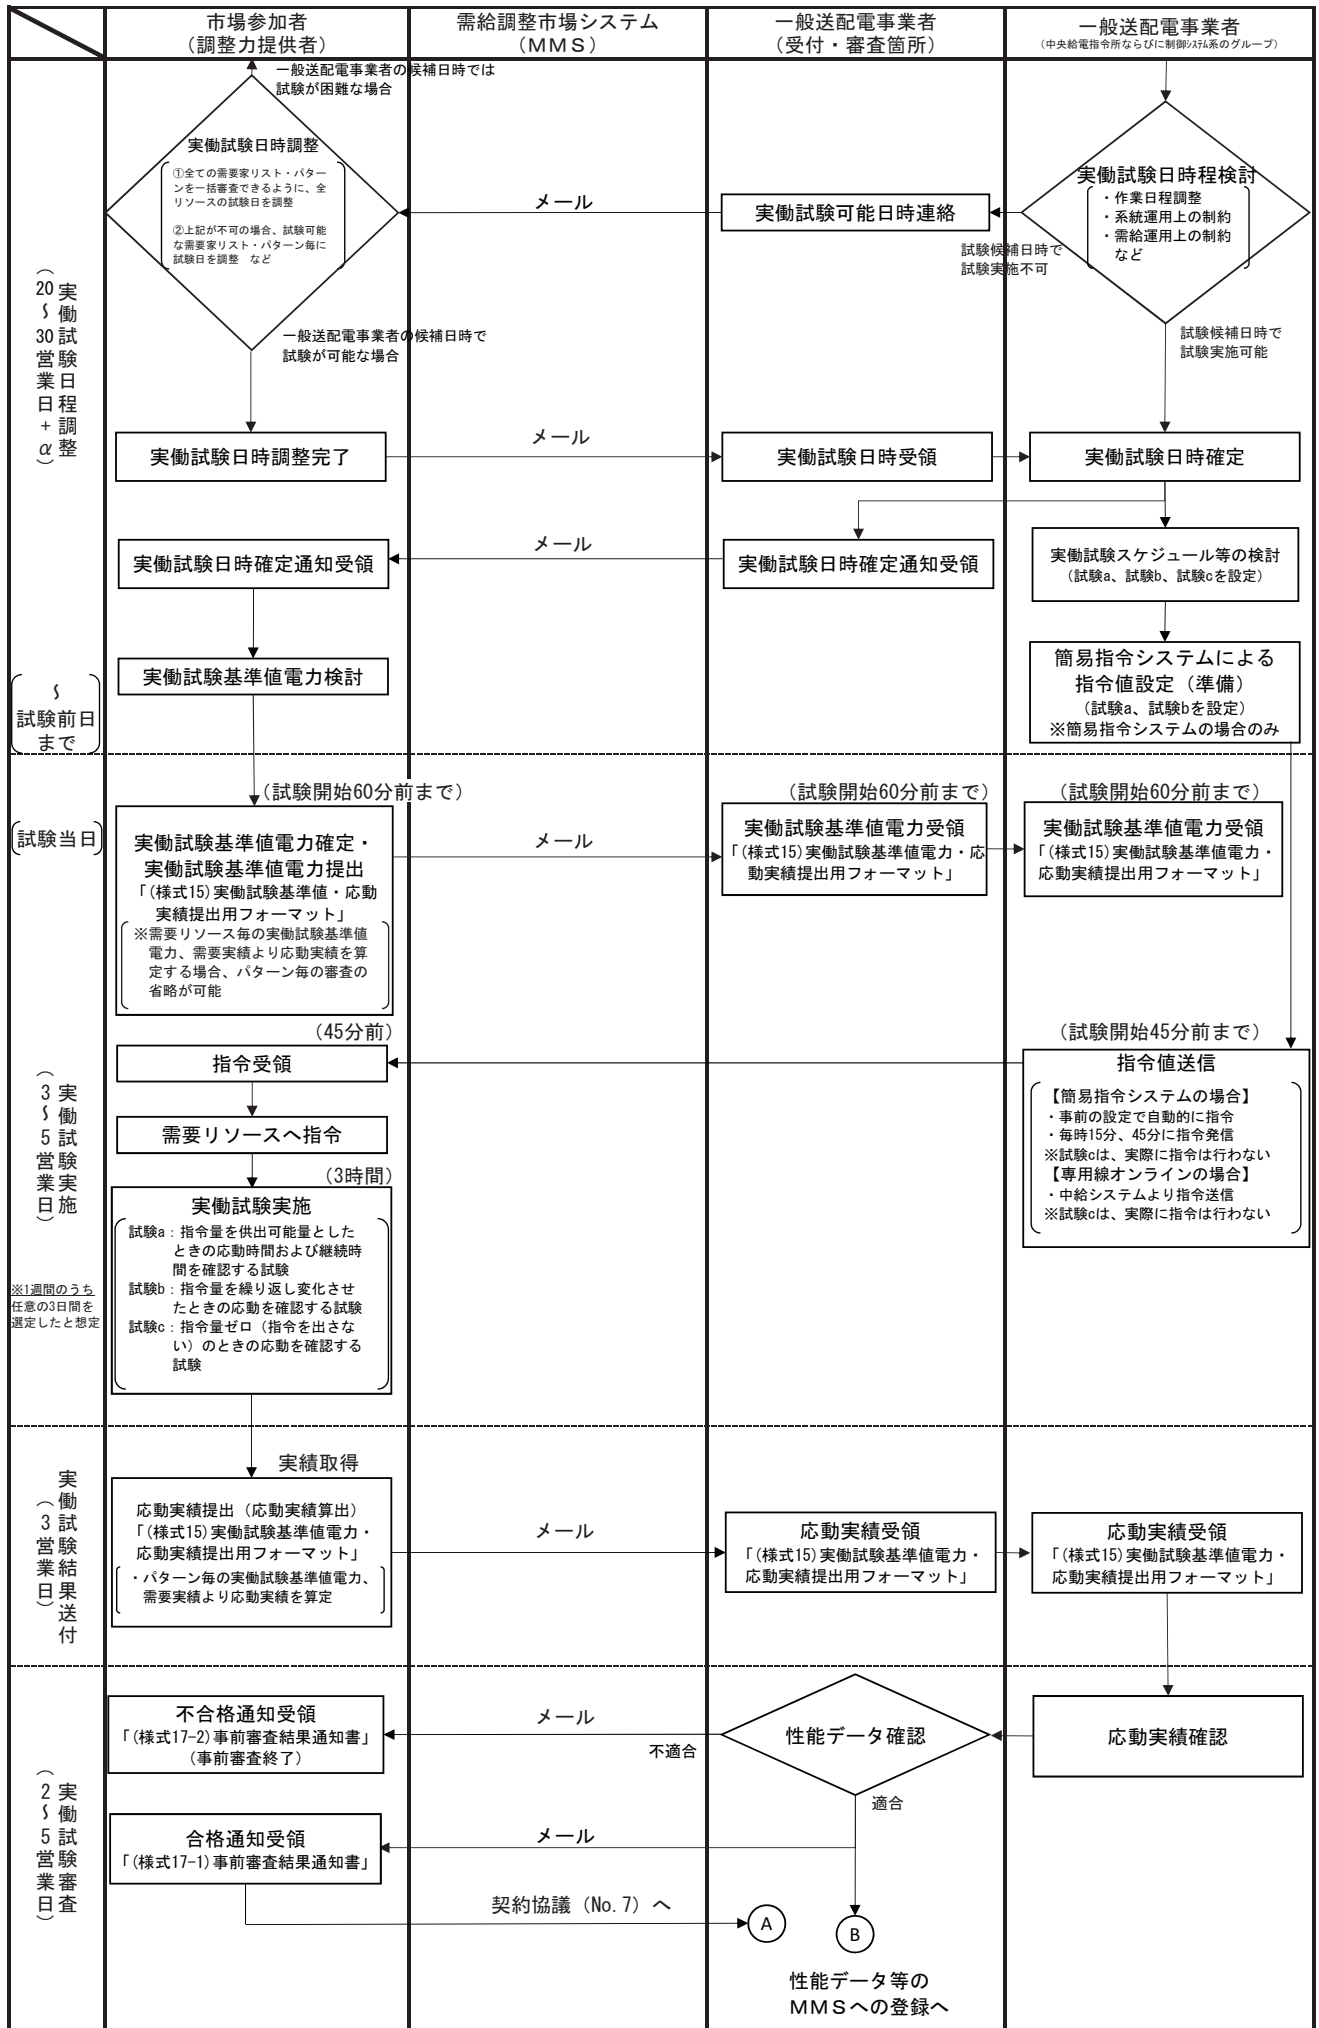 市場参加者
（調整力提供者）
需給調整市場システム
（ＭＭＳ）
一般送配電事業者
（受付・審査箇所）
一般送配電事業者
（中央給電指令所ならびに制御ｼｽﾃﾑ系のグループ）
一般送配電事業者の候補日時では
試験が困難な場合
実働試験日時調整
①全ての需要家リスト・パター
ンを一括審査できるように、全
リソースの試験日を調整
②上記が不可の場合、試験可能
な需要家リスト・パターン毎に
試験日を調整　など
メール
実働試験可能日時連絡
実働試験日時程検討
・作業日程調整
・系統運用上の制約
・需給運用上の制約
など
試験候補日時で
試験実施不可
一般送配電事業者の候補日時で
試験が可能な場合
試験候補日時で
試験実施可能
実働試験日程調整
（20～30営業日＋α）
実働試験日時調整完了
メール
実働試験日時受領
実働試験日時確定
実働試験日時確定通知受領
メール
実働試験日時確定通知受領
実働試験スケジュール等の検討
（試験a、試験b、試験cを設定）
実働試験基準値電力検討
簡易指令システムによる
指令値設定（準備）
（試験a、試験bを設定）
※簡易指令システムの場合のみ
～
試験前日
まで
試験当日
（試験開始60分前まで）
（試験開始60分前まで）
（試験開始60分前まで）
実働試験基準値電力確定・
実働試験基準値電力提出
「(様式15)実働試験基準値・応動
実績提出用フォーマット」
※需要リソース毎の実働試験基準値
電力、需要実績より応動実績を算
定する場合、パターン毎の審査の
省略が可能
メール
実働試験基準値電力受領
「(様式15)実働試験基準値電力・応
動実績提出用フォーマット」
実働試験基準値電力受領
「(様式15)実働試験基準値電力・
応動実績提出用フォーマット」
（45分前）
（試験開始45分前まで）
指令受領
指令値送信
【簡易指令システムの場合】
・事前の設定で自動的に指令
・毎時15分、45分に指令発信
※試験cは、実際に指令は行わない
【専用線オンラインの場合】
・中給システムより指令送信
※試験cは、実際に指令は行わない
需要リソースへ指令
（3時間）
実働試験実施
試験a：指令量を供出可能量とした
ときの応動時間および継続時
間を確認する試験
試験b：指令量を繰り返し変化させ
たときの応動を確認する試験
試験c：指令量ゼロ（指令を出さな
い）のときの応動を確認する
試験
実働試験実施
（3～5営業日）
※1週間のうち
任意の3日間を
選定したと想定
実働試験結果送付
（3営業日）
実績取得
応動実績提出（応動実績算出）
「(様式15)実働試験基準値電力・
応動実績提出用フォーマット」
・パターン毎の実働試験基準値電力、
需要実績より応動実績を算定
メール
応動実績受領
「(様式15)実働試験基準値電力・
応動実績提出用フォーマット」
応動実績受領
「(様式15)実働試験基準値電力・
応動実績提出用フォーマット」
実働試験審査
（2～5営業日）
不合格通知受領
「(様式17-2)事前審査結果通知書」
（事前審査終了）
メール
不適合
性能データ確認
応動実績確認
適合
合格通知受領
「(様式17-1)事前審査結果通知書」
メール
契約協議（No.7）へ
A
B
性能データ等の
ＭＭＳへの登録へ